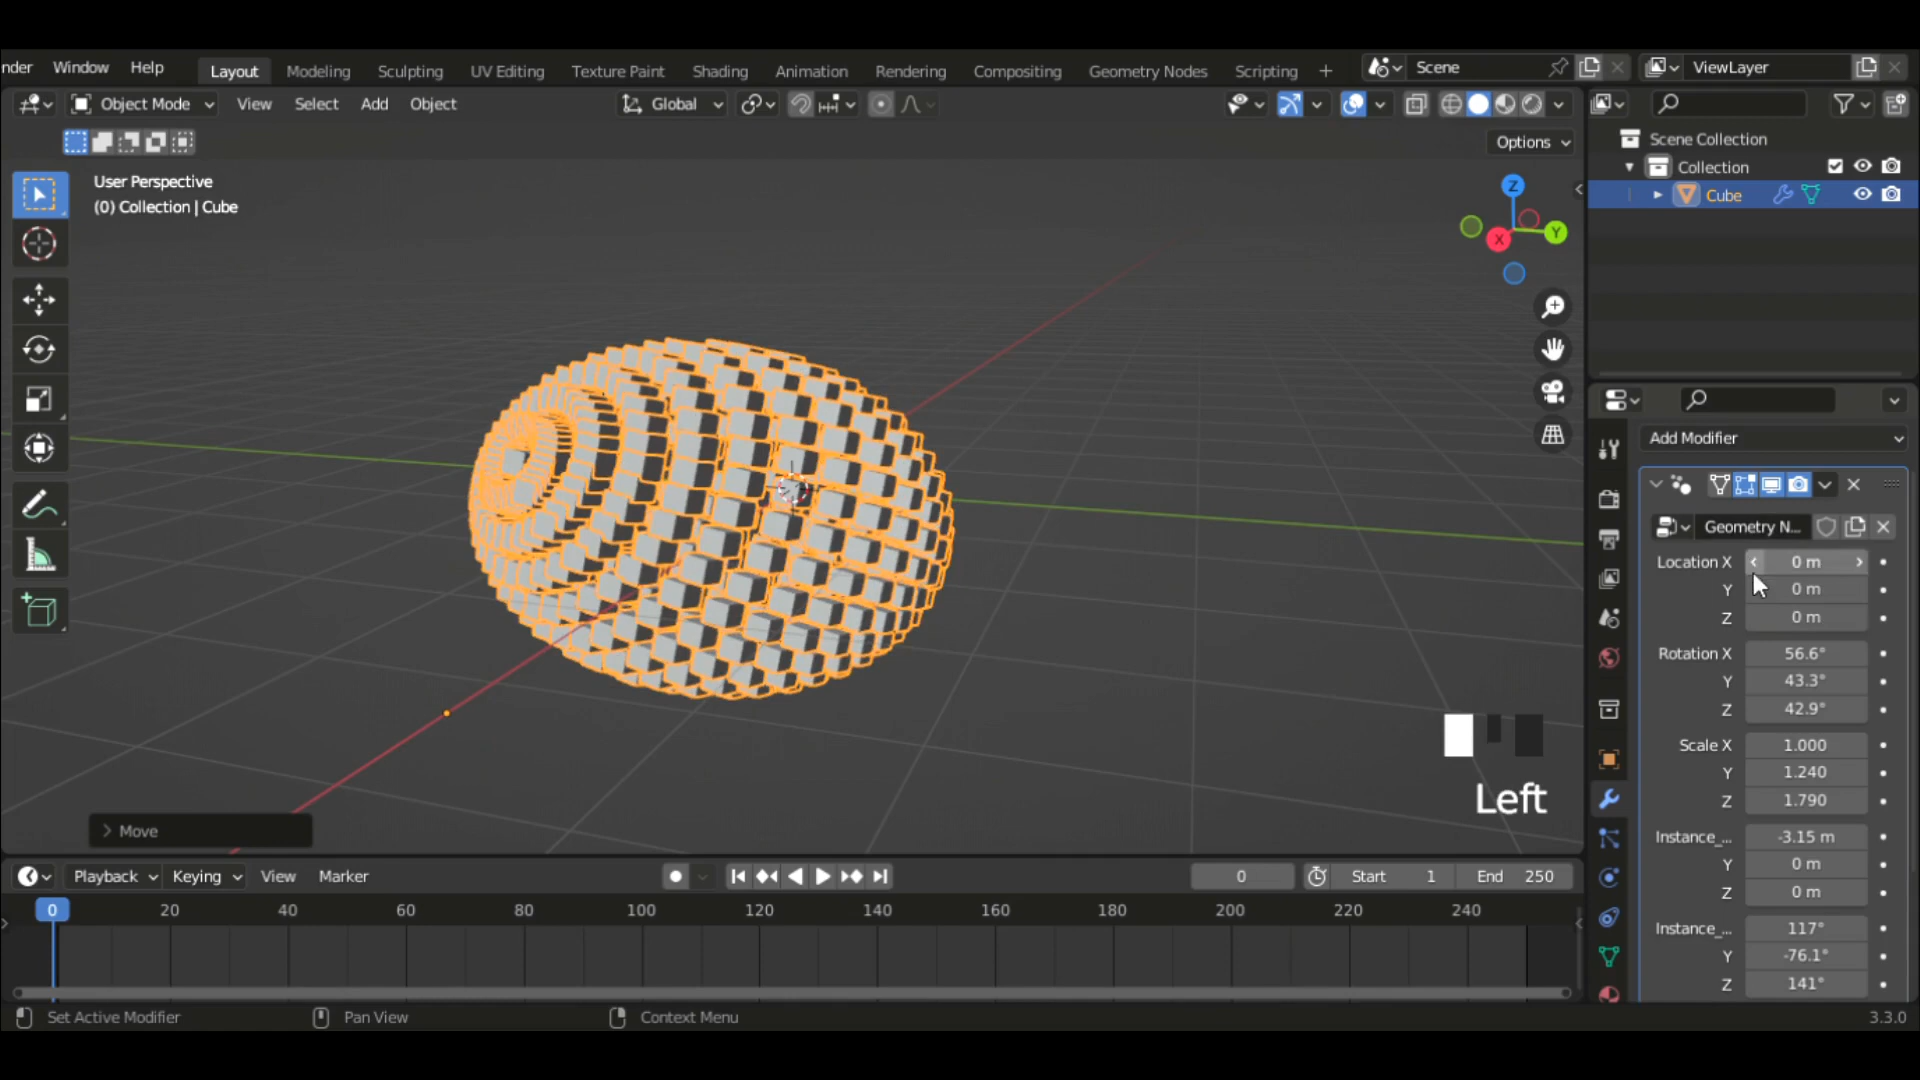 nder Window Help Layout Modeling Sculpting UV Editing Texture Paint Shading Animation Rendering Compositing Geometry Nodes Scripting + Scene ViewLayer
Object Mode View Select Add Object Global
Options
User Perspective
(0) Collection | Cube
Z
Y
X
Scene Collection
Collection
Cube
Add Modifier
Geometry N...
Location X 0 m
Y 0 m
Z 0 m
Rotation X 56.6°
Y 43.3°
Z 42.9°
Scale X 1.000
Y 1.240
Z 1.790
Instance_... -3.15 m
Y 0 m
Z 0 m
Instance_... 117°
Y -76.1°
Z 141°
Left
Move
Playback Keying View Marker 0 Start 1 End 250
0 20 40 60 80 100 120 140 160 180 200 220 240
Set Active Modifier Pan View Context Menu 3.3.0